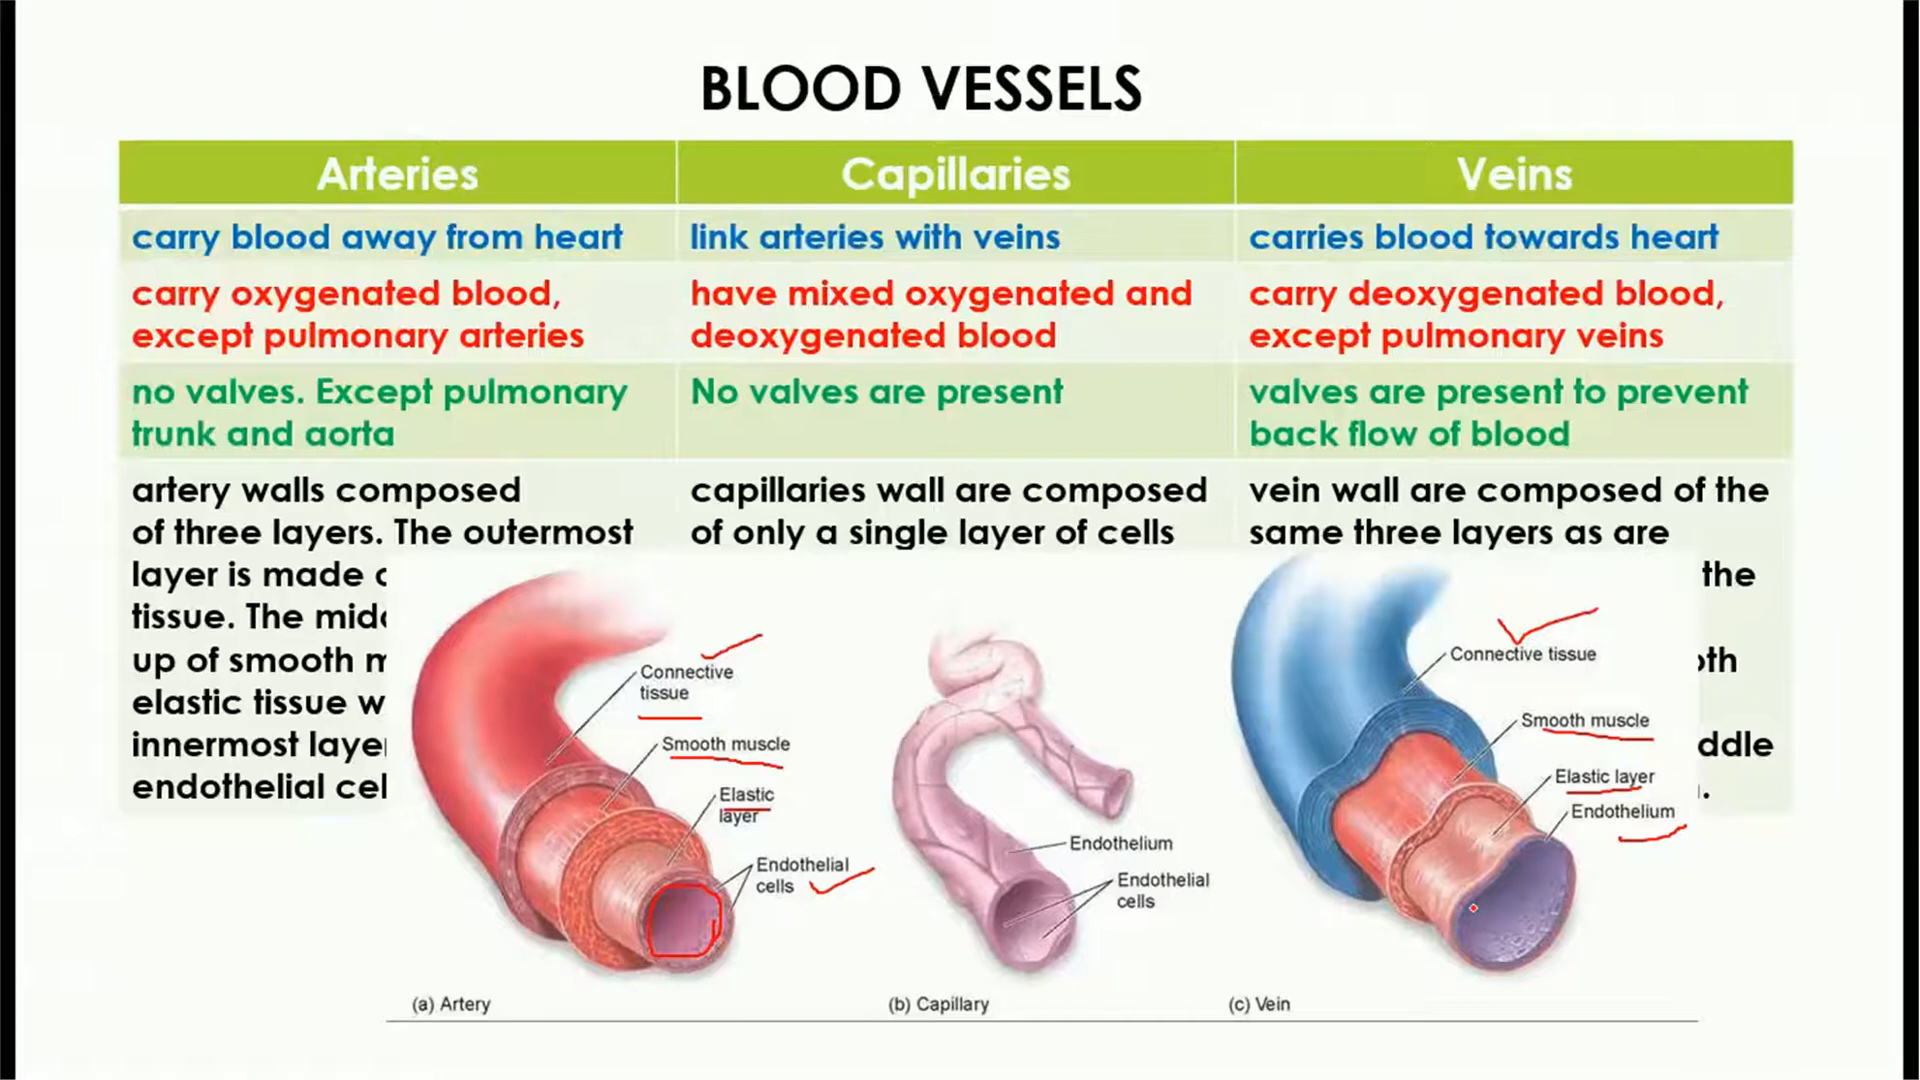 BLOOD VESSELS
Arteries
Capillaries
Veins
carry blood away from heart
link arteries with veins
carries blood towards heart
carry oxygenated blood,
except pulmonary arteries
have mixed oxygenated and
deoxygenated blood
carry deoxygenated blood,
except pulmonary veins
no valves. Except pulmonary
trunk and aorta
No valves are present
valves are present to prevent
back flow of blood
artery walls composed
of three layers. The outermost
layer is made
tissue. The
up of smooth
elastic tissue
innermost
endothelial
capillaries wall are composed
of only a single layer of cells
vein wall are composed of the
same three layers as are
the
Connective
tissue
Smooth muscle
Elastic
layer
Endothelial
cells
(a) Artery
Endothelium
Endothelial
cells
(b) Capillary
Connective tissue
Smooth muscle
Elastic layer
Endothelium
(c) Vein